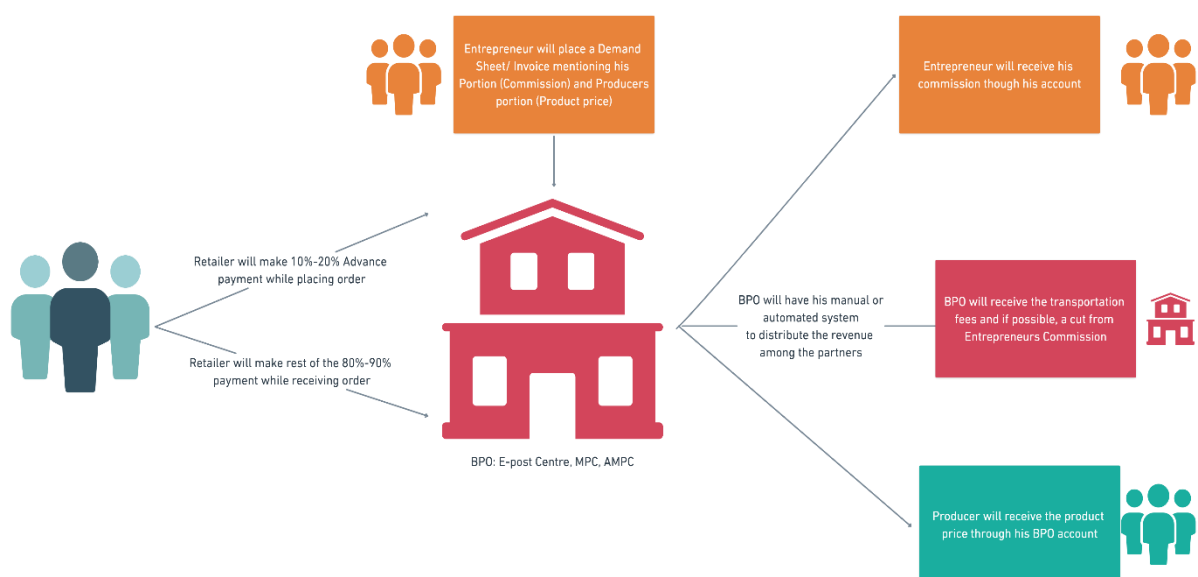 Entrepreneur will place a Demand
Sheet/ Invoice mentioning his
Portion (Commission) and Producers
portion (Product price)
Entrepreneur will receive his
commission though his account
Retailer will make 10%-20% Advance
payment while placing order
Retailer will make rest of the 80%-90%
payment while receiving order
BPO: E-post Centre, MPC, AMPC
BPO will have his manual or
automated system
to distribute the revenue
among the partners
BPO will receive the transportation
fees and if possible, a cut from
Entrepreneurs Commission
Producer will receive the product
price through his BPO account